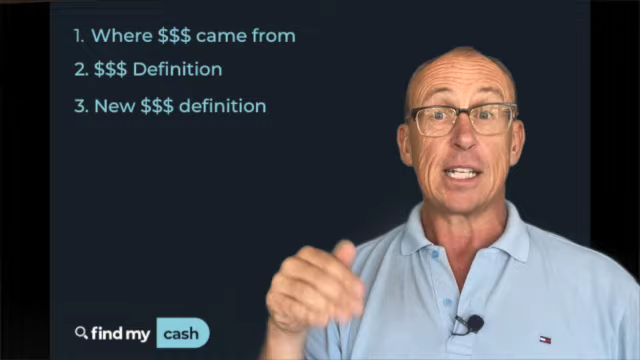 1. Where $$$ came from
2. $$$ Definition
3. New $$$ definition
find my cash